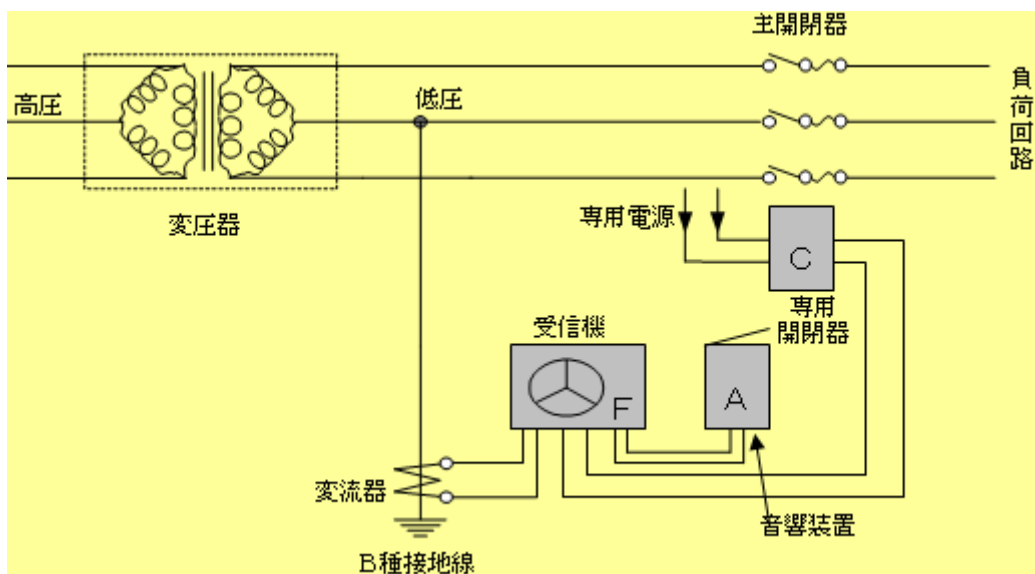 主開閉器
高圧
低圧
負荷回路
変圧器
専用電源
C
専用
開閉器
受信機
F
A
変流器
音響装置
B種接地線